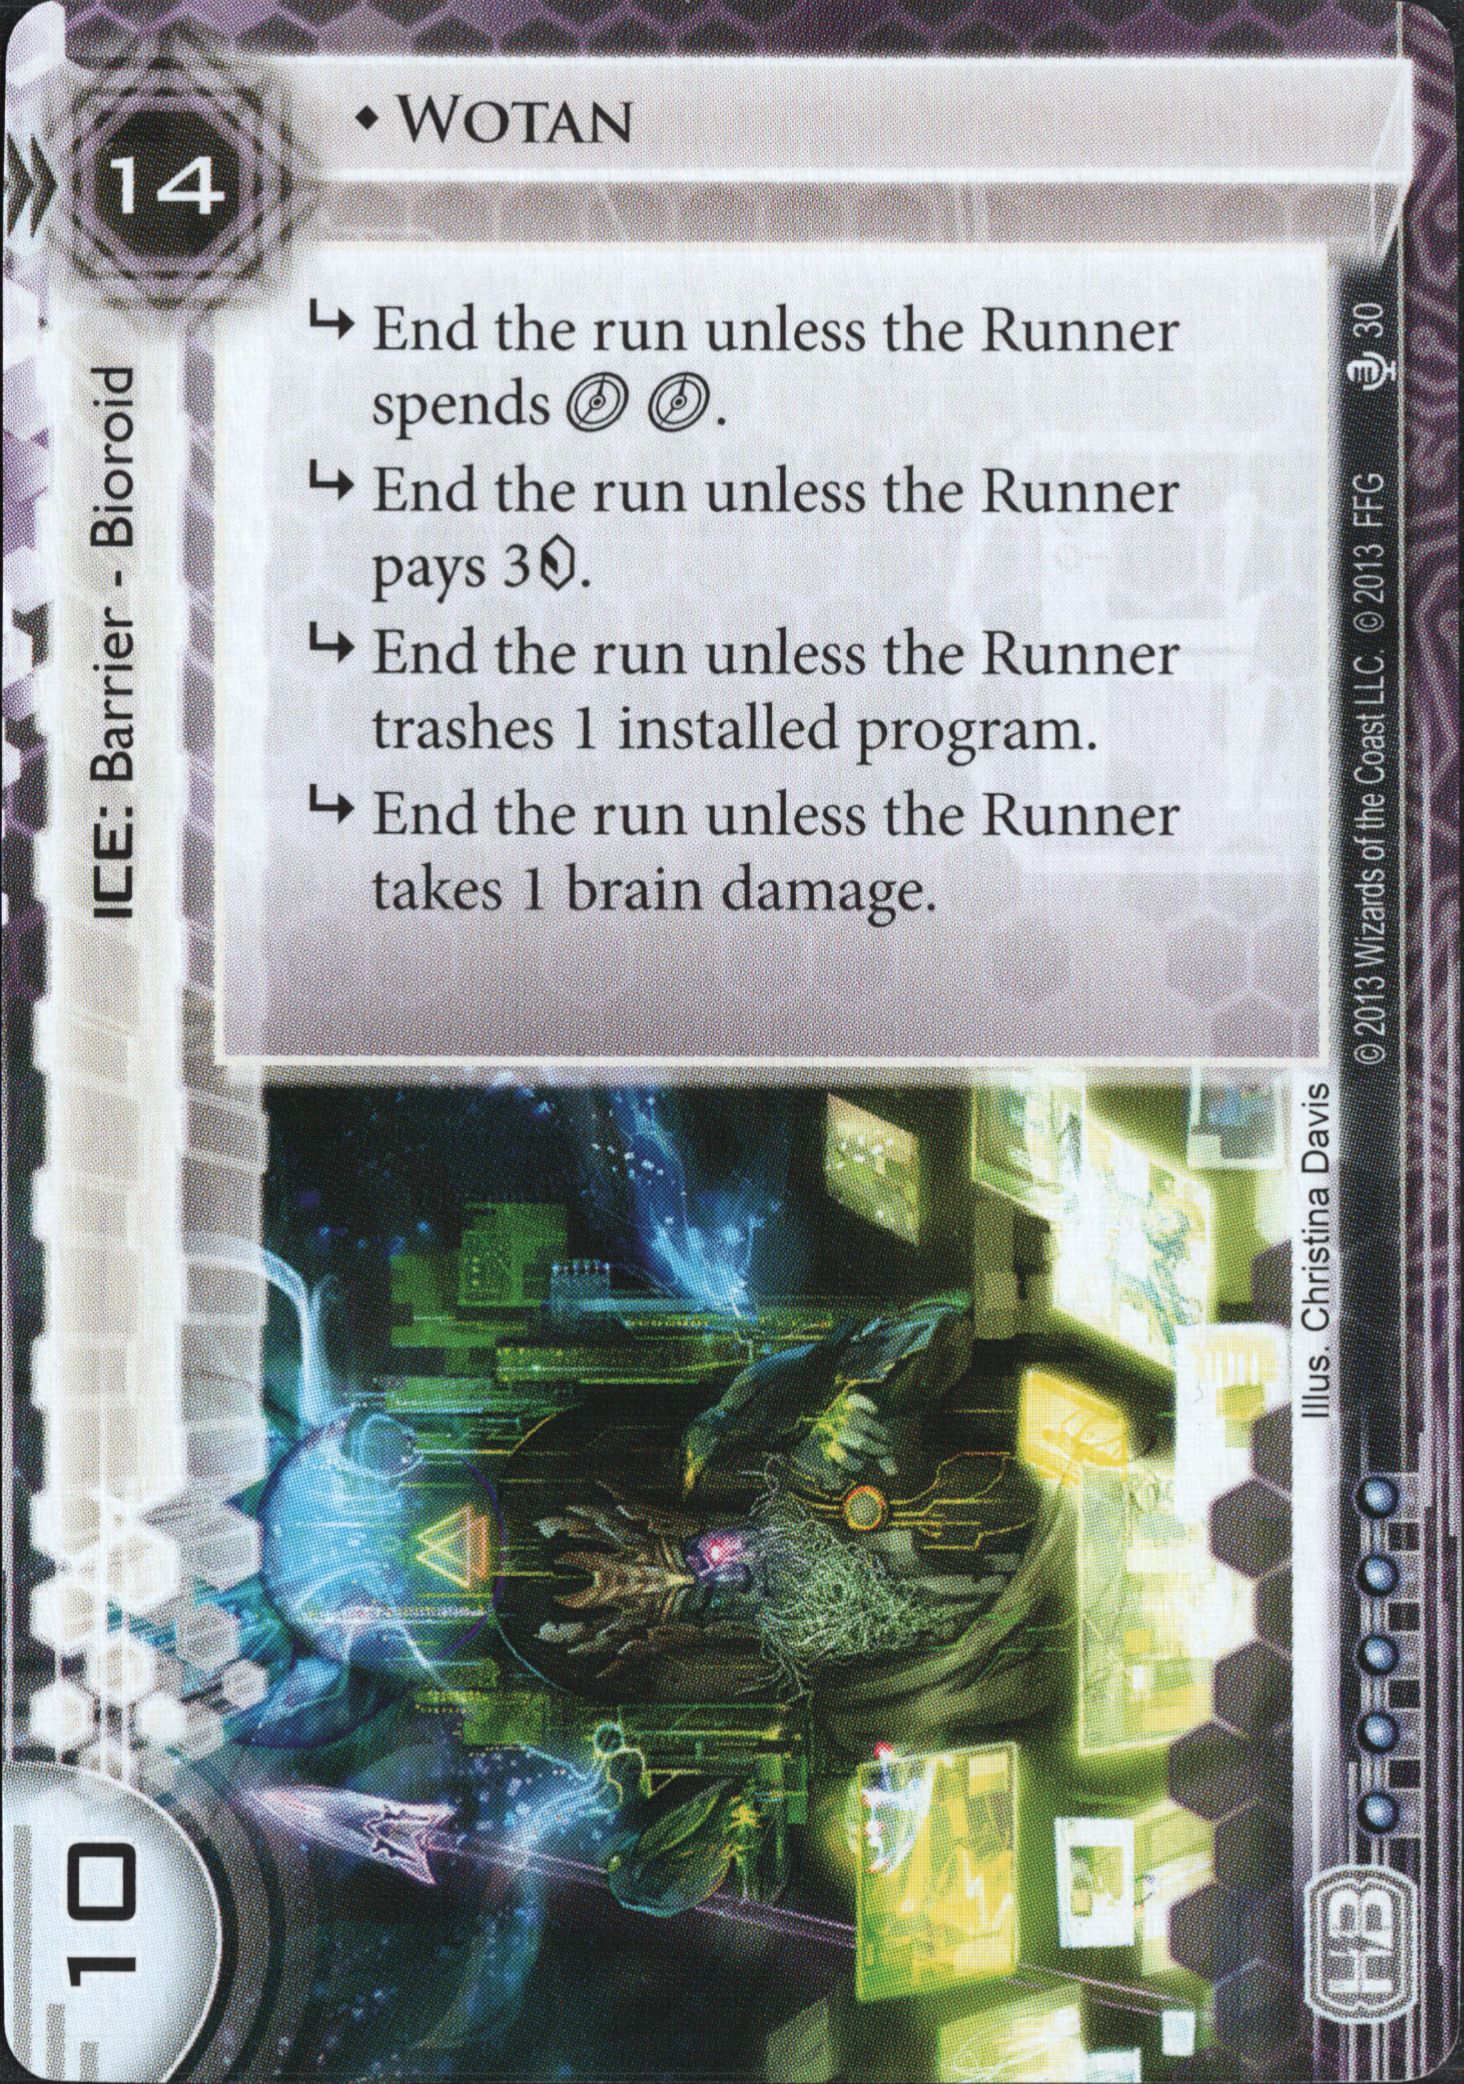 14
◆ WOTAN
↳ End the run unless the Runner
spends
↳ End the run unless the Runner
pays 3.
↳ End the run unless the Runner
trashes 1 installed program.
↳ End the run unless the Runner
takes 1 brain damage.
ICE: Barrier - Bioroid
10
Illus. Christina Davis
© 2013 Wizards of the Coast LLC. © 2013 FFG 30
HB